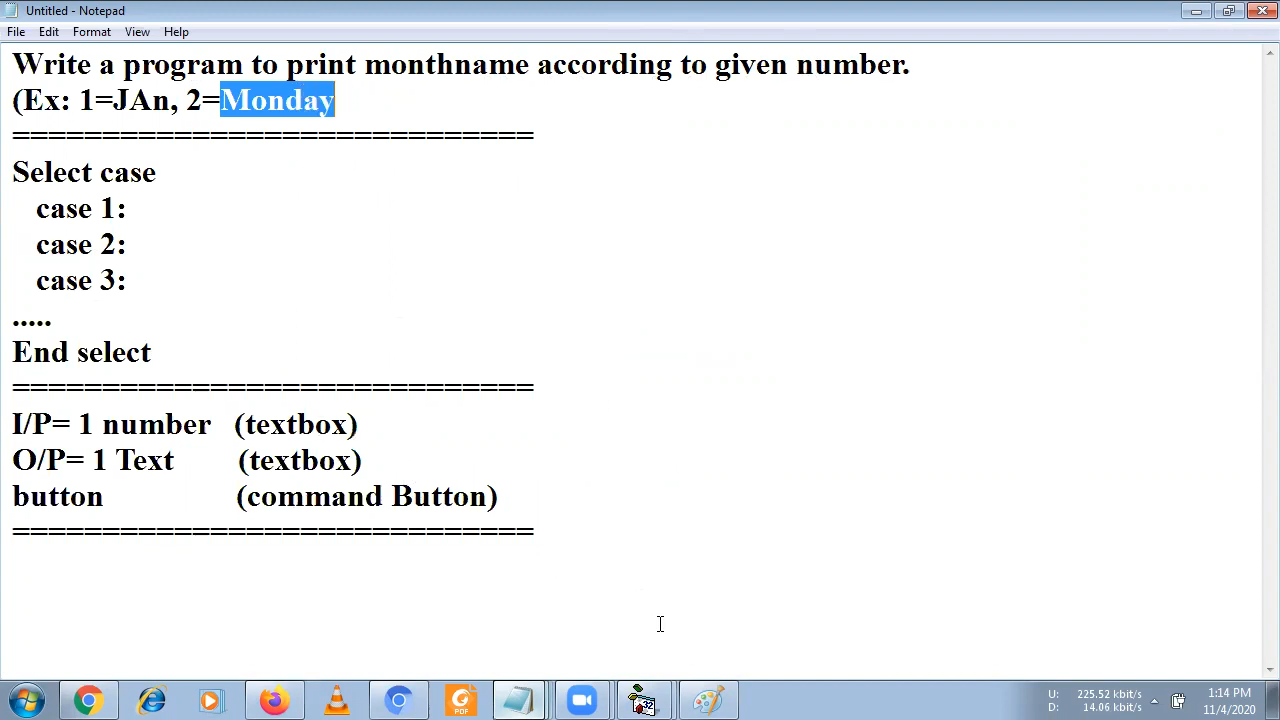 Untitled - Notepad
File Edit Format View Help
Write a program to print monthname according to given number.
(Ex: 1=JAn, 2=Monday
=============================
Select case
case 1:
case 2:
case 3:
.....
End select
=============================
I/P= 1 number (textbox)
O/P= 1 Text (textbox)
button (command Button)
=============================
PDF
32
U: 225.52 kbit/s
D: 14.06 kbit/s
1:14 PM
11/4/2020